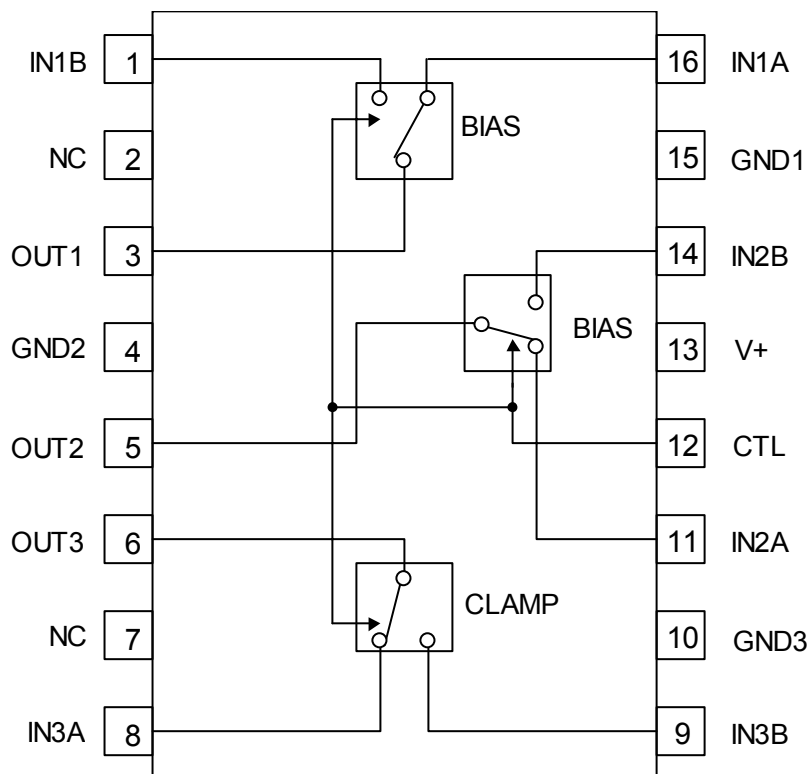 IN1B 1 16 IN1A
BIAS
NC 2 15 GND1
OUT1 3 14 IN2B
BIAS
GND2 4 13 V+
OUT2 5 12 CTL
OUT3 6 11 IN2A
CLAMP
NC 7 10 GND3
IN3A 8 9 IN3B